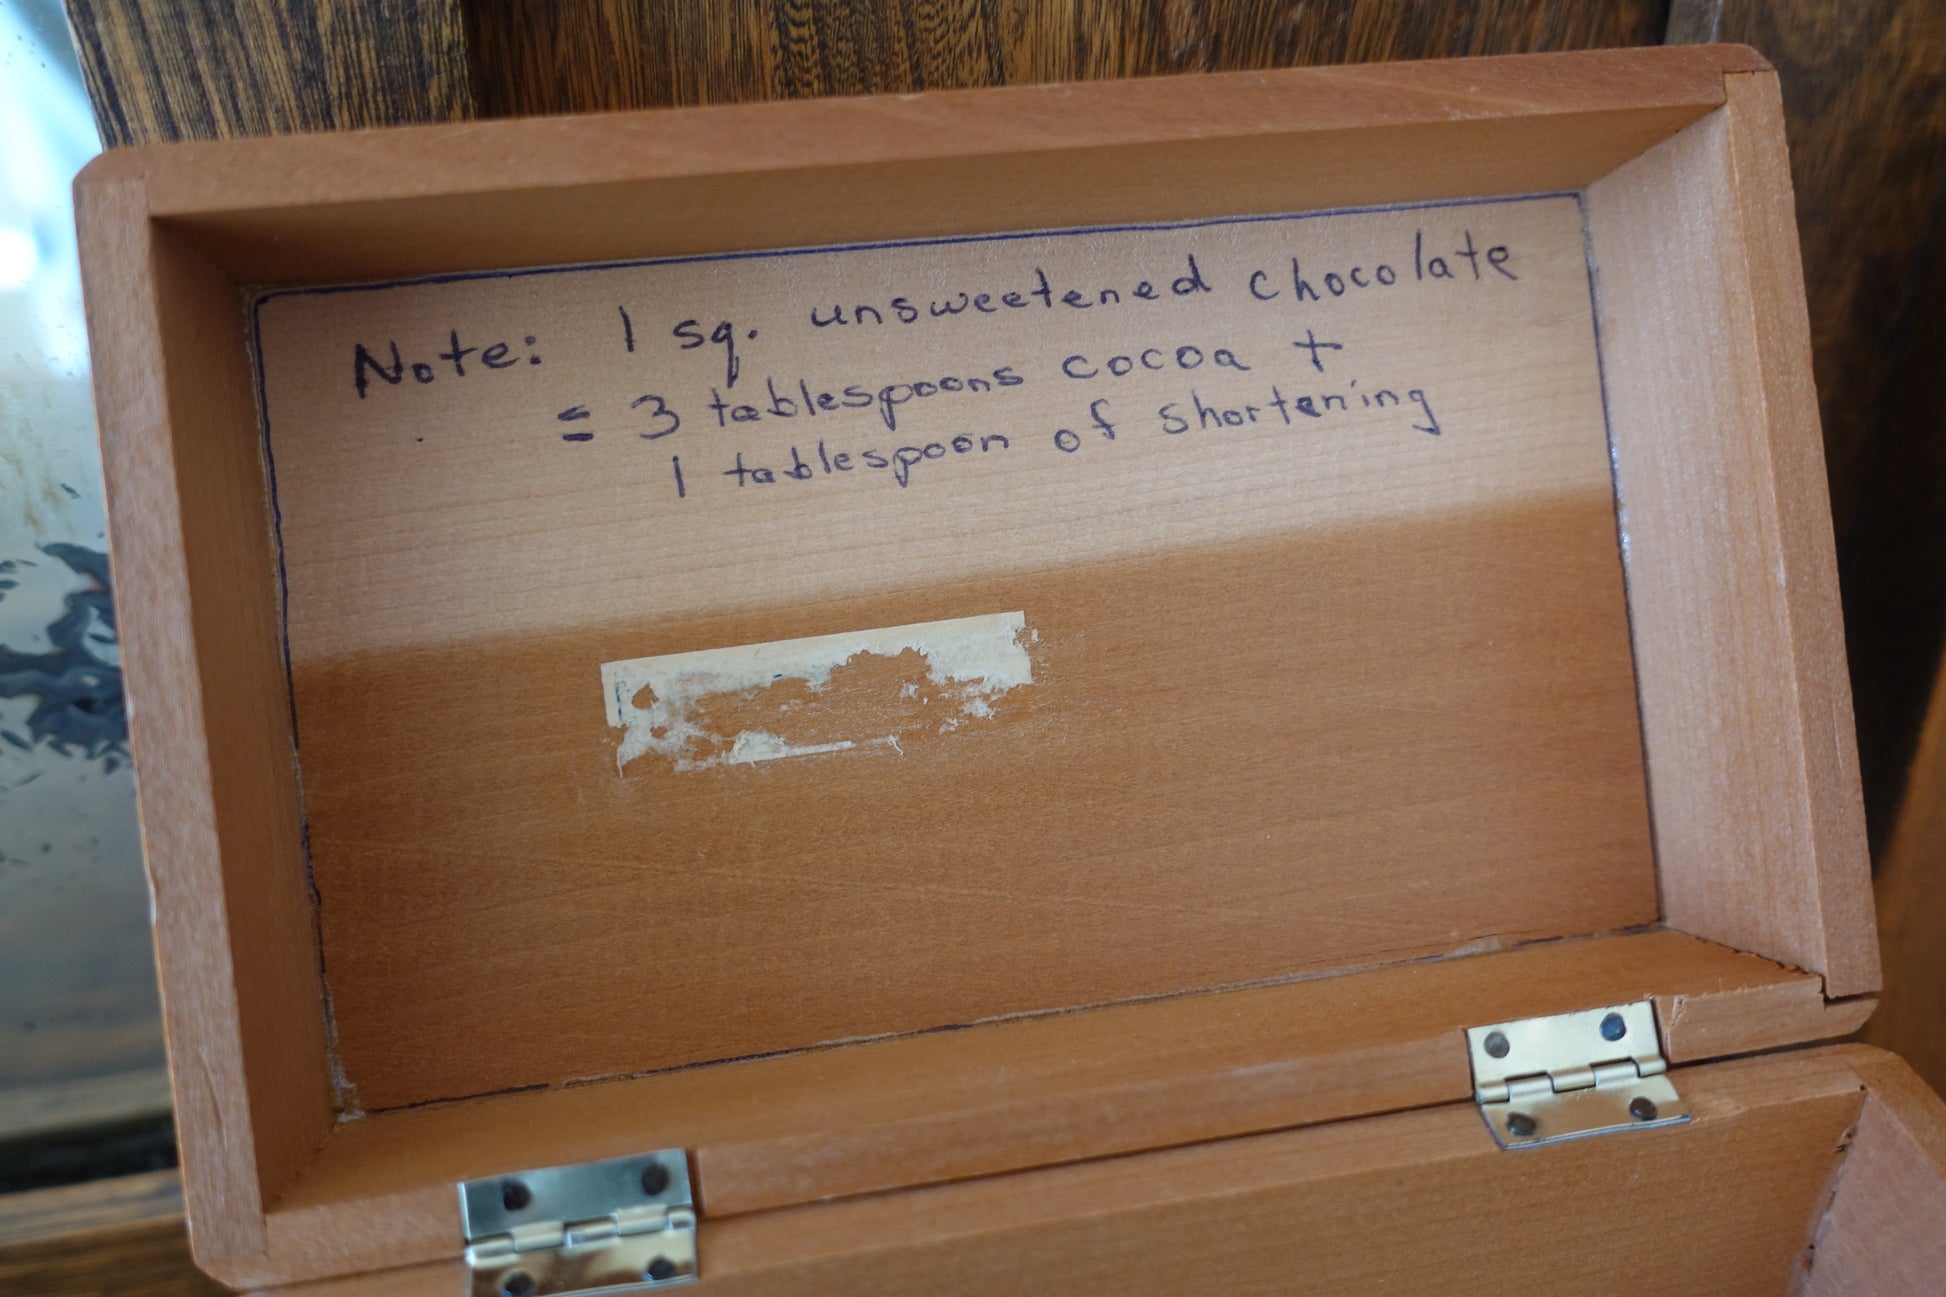 Note: 1 sq. unsweetened chocolate
= 3 tablespoons cocoa +
1 tablespoon of shortening